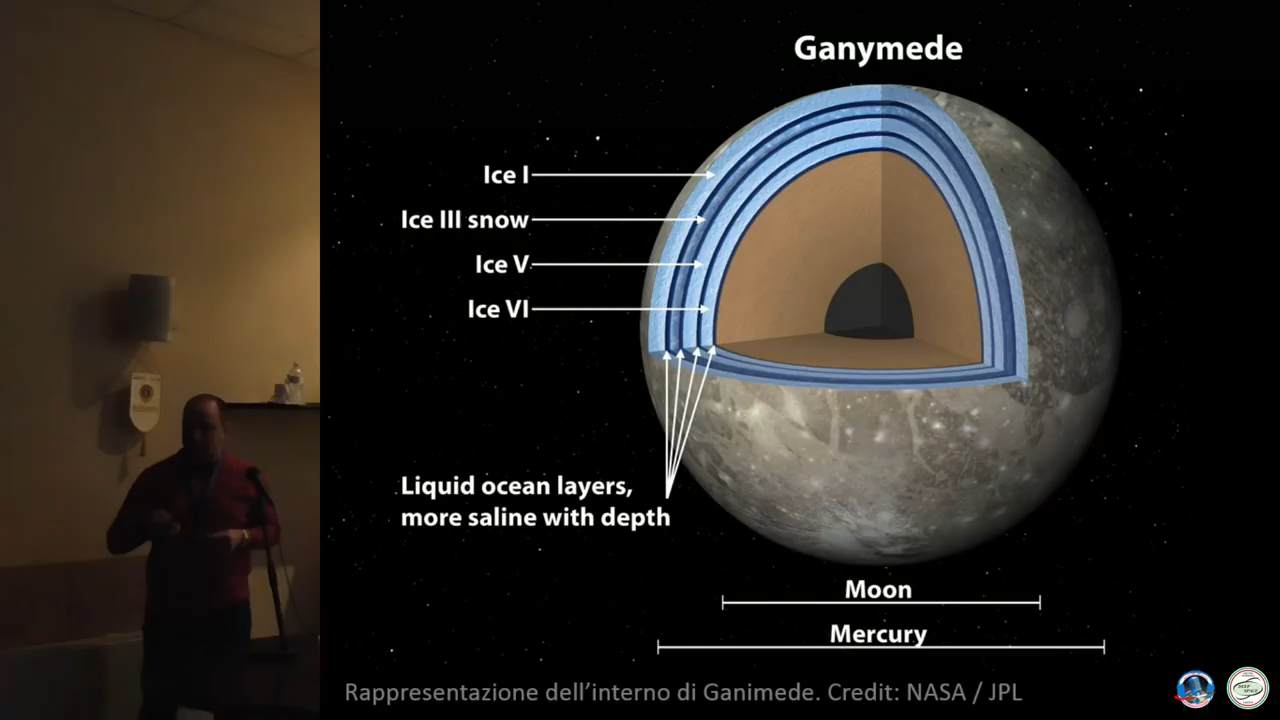 Ganymede
Ice I
Ice III snow
Ice V
Ice VI
Liquid ocean layers,
more saline with depth
Moon
Mercury
Rappresentazione dell’interno di Ganimede. Credit: NASA / JPL